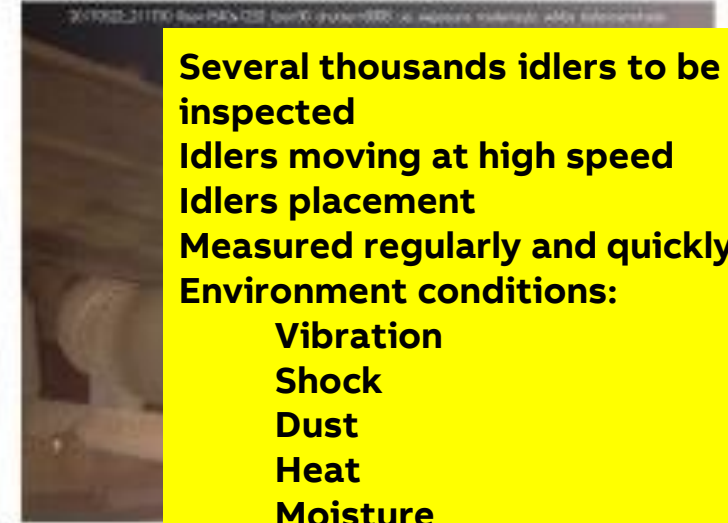 Several thousands idlers to be
inspected
Idlers moving at high speed
Idlers placement
Measured regularly and quickly
Environment conditions:
Vibration
Shock
Dust
Heat
Moisture